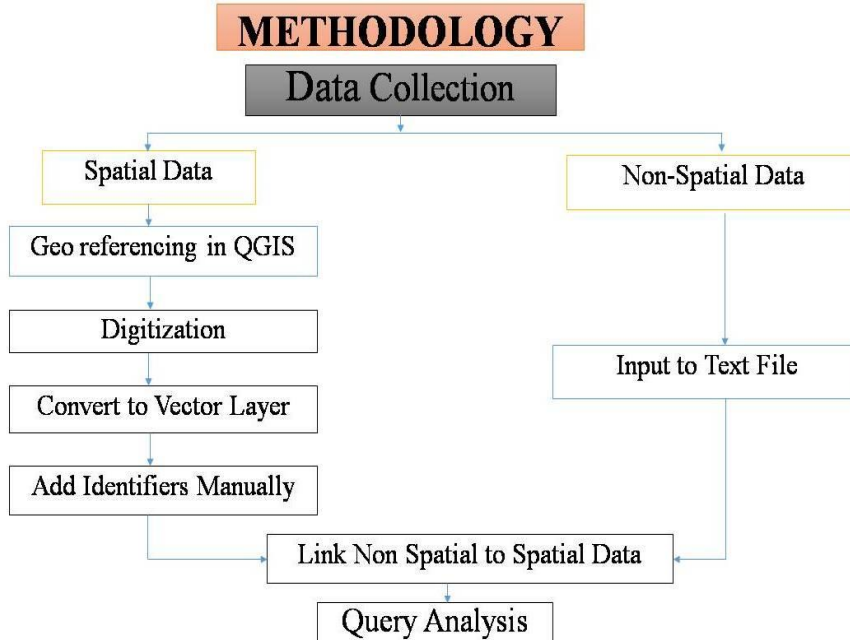 METHODOLOGY
Data Collection
Spatial Data
Non-Spatial Data
Geo referencing in QGIS
Digitization
Input to Text File
Convert to Vector Layer
Add Identifiers Manually
Link Non Spatial to Spatial Data
Query Analysis